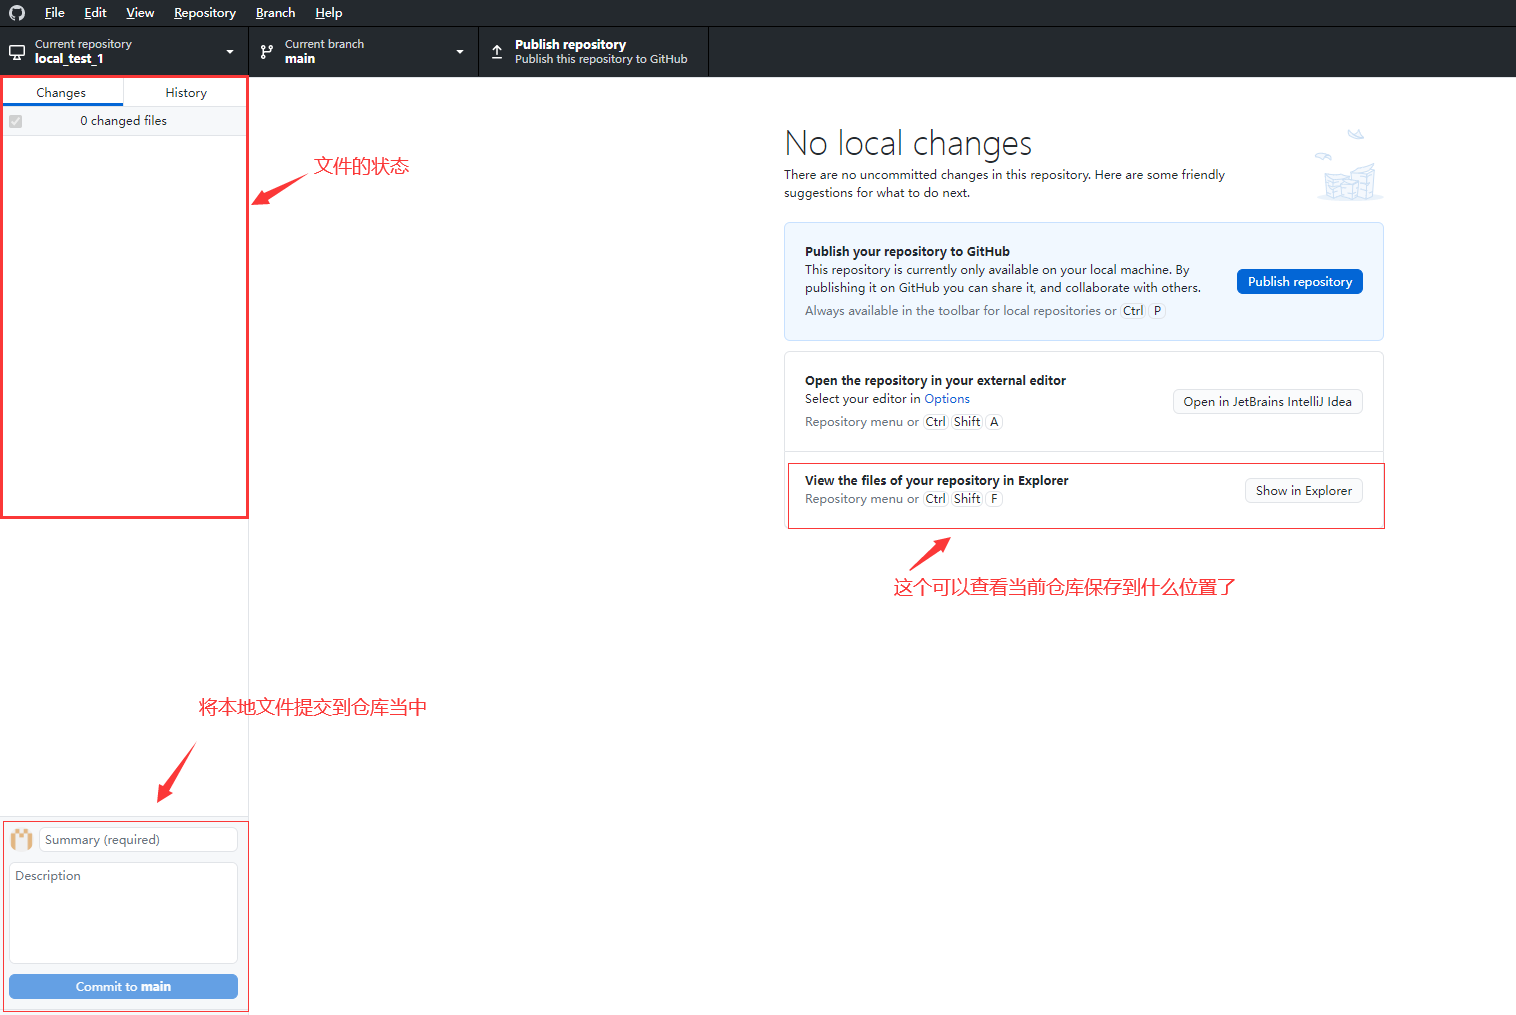 File Edit View Repository Branch Help
Current repository
local_test_1
Current branch
main
Publish repository
Publish this repository to GitHub
Changes History
0 changed files
文件的状态
No local changes
There are no uncommitted changes in this repository. Here are some friendly
suggestions for what to do next.
Publish your repository to GitHub
This repository is currently only available on your local machine. By
publishing it on GitHub you can share it, and collaborate with others.
Always available in the toolbar for local repositories or Ctrl P
Publish repository
Open the repository in your external editor
Select your editor in Options
Repository menu or Ctrl Shift A
Open in JetBrains IntelliJ Idea
View the files of your repository in Explorer
Repository menu or Ctrl Shift F
Show in Explorer
这个可以查看当前仓库保存到什么位置了
将本地文件提交到仓库当中
Summary (required)
Description
Commit to main